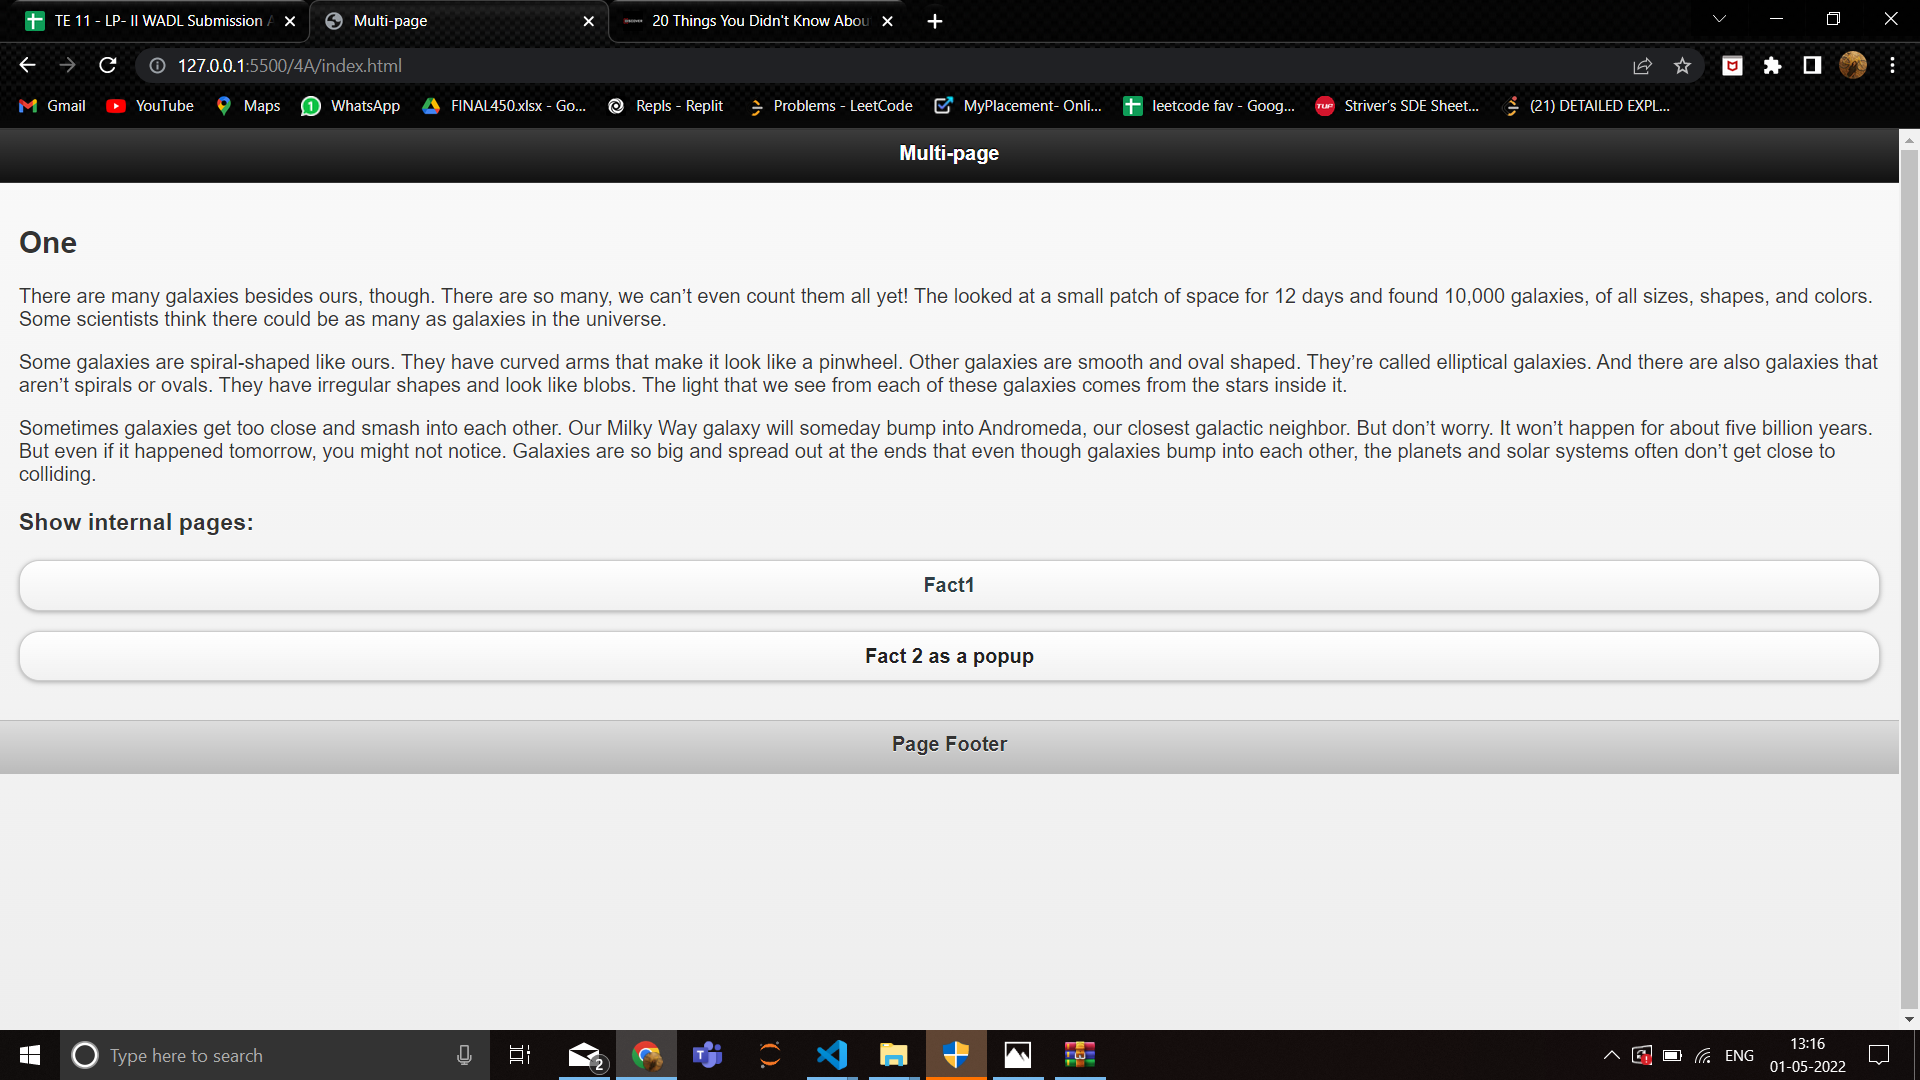 TE 11 - LP- II WADL Submission A
Multi-page
20 Things You Didn't Know Abou
127.0.0.1:5500/4A/index.html
Gmail
YouTube
Maps
1
WhatsApp
FINAL450.xlsx - Go...
Repls - Replit
Problems - LeetCode
MyPlacement- Onli...
leetcode fav - Goog...
TUF
Striver's SDE Sheet...
(21) DETAILED EXPL...
Multi-page
One
There are many galaxies besides ours, though. There are so many, we can’t even count them all yet! The looked at a small patch of space for 12 days and found 10,000 galaxies, of all sizes, shapes, and colors.
Some scientists think there could be as many as galaxies in the universe.
Some galaxies are spiral-shaped like ours. They have curved arms that make it look like a pinwheel. Other galaxies are smooth and oval shaped. They’re called elliptical galaxies. And there are also galaxies that
aren’t spirals or ovals. They have irregular shapes and look like blobs. The light that we see from each of these galaxies comes from the stars inside it.
Sometimes galaxies get too close and smash into each other. Our Milky Way galaxy will someday bump into Andromeda, our closest galactic neighbor. But don’t worry. It won’t happen for about five billion years.
But even if it happened tomorrow, you might not notice. Galaxies are so big and spread out at the ends that even though galaxies bump into each other, the planets and solar systems often don’t get close to
colliding.
Show internal pages:
Fact1
Fact 2 as a popup
Page Footer
Type here to search
2
ENG
13:16
01-05-2022